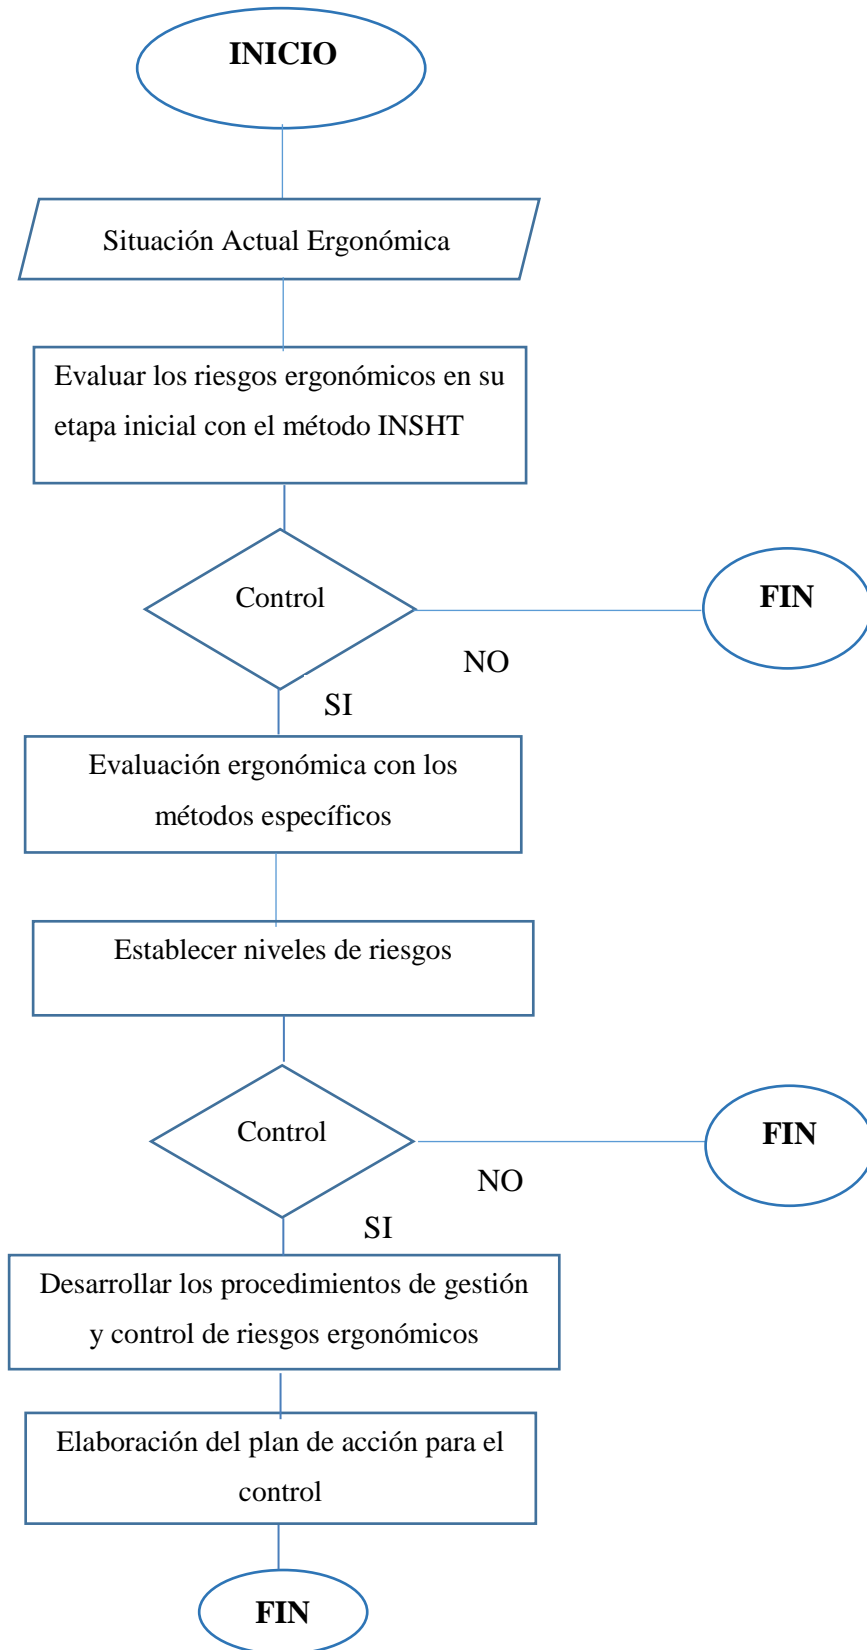 INICIO
Situación Actual Ergonómica
Evaluar los riesgos ergonómicos en su
etapa inicial con el método INSHT
Control
FIN
NO
SI
Evaluación ergonómica con los
métodos específicos
Establecer niveles de riesgos
Control
FIN
NO
SI
Desarrollar los procedimientos de gestión
y control de riesgos ergonómicos
Elaboración del plan de acción para el
control
FIN